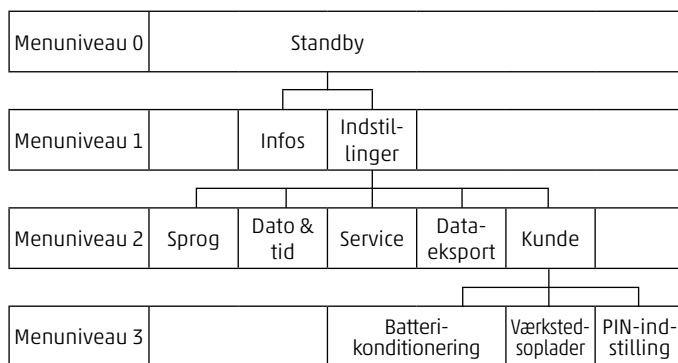 Menuniveau 0 Standby
Menuniveau 1 Infos Indstil-
linger
Menuniveau 2 Sprog Dato &
tid Service Data-
eksport Kunde
Menuniveau 3 Batteri-
konditionering Værksted-
soplader PIN-ind-
stilling